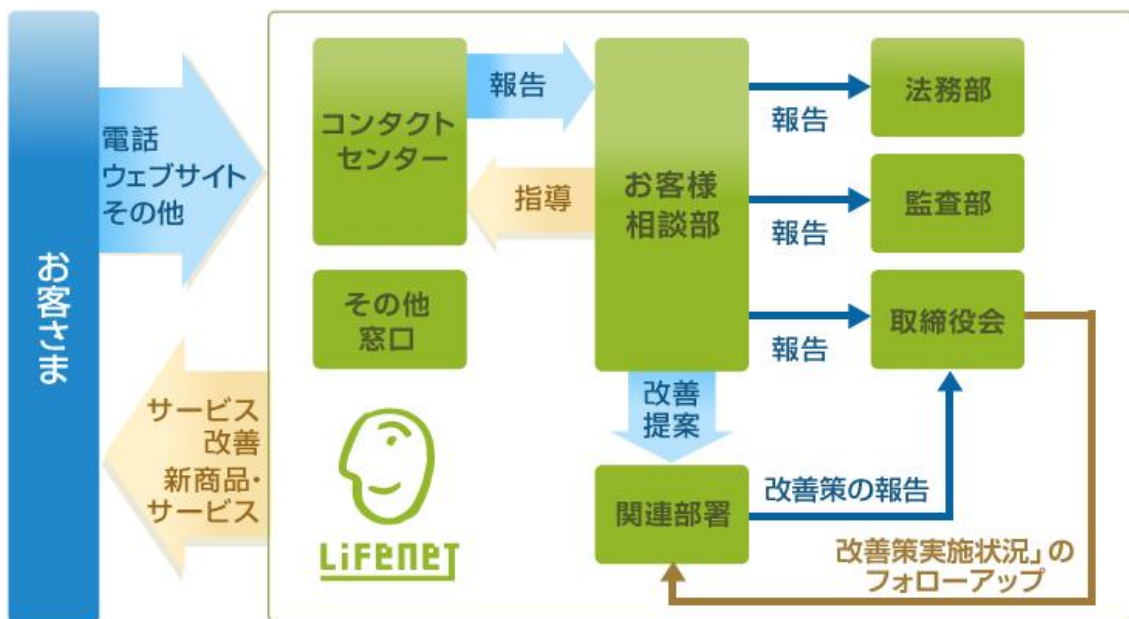 お客さま
電話
ウェブサイト
その他
サービス
改善
新商品・
サービス
コンタクト
センター
その他
窓口
LIFENET
報告
指導
お客様
相談部
改善
提案
関連部署
報告
法務部
報告
監査部
報告
取締役会
改善策の報告
改善策実施状況」の
フォローアップ